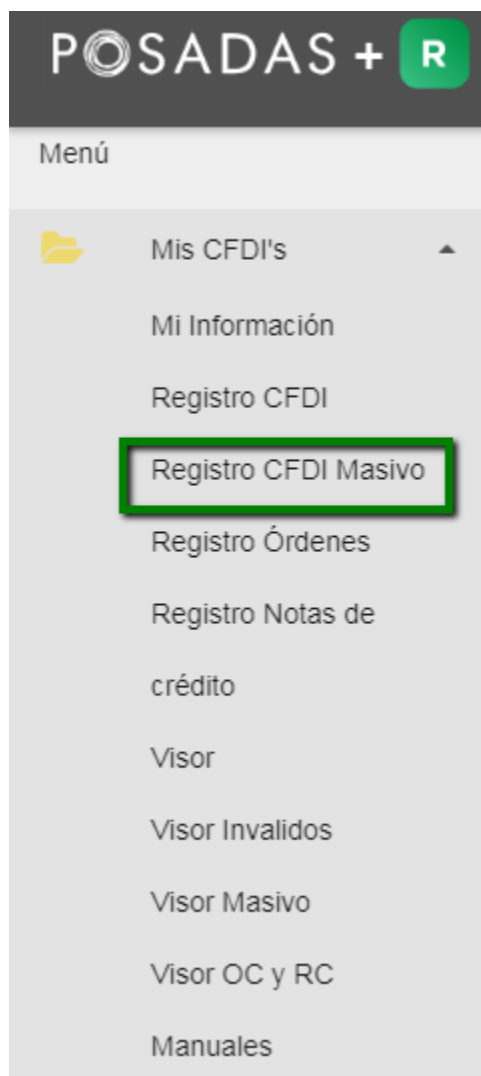 POSADAS + R
Menú
Mis CFDI's
Mi Información
Registro CFDI
Registro CFDI Masivo
Registro Órdenes
Registro Notas de
crédito
Visor
Visor Invalidos
Visor Masivo
Visor OC y RC
Manuales